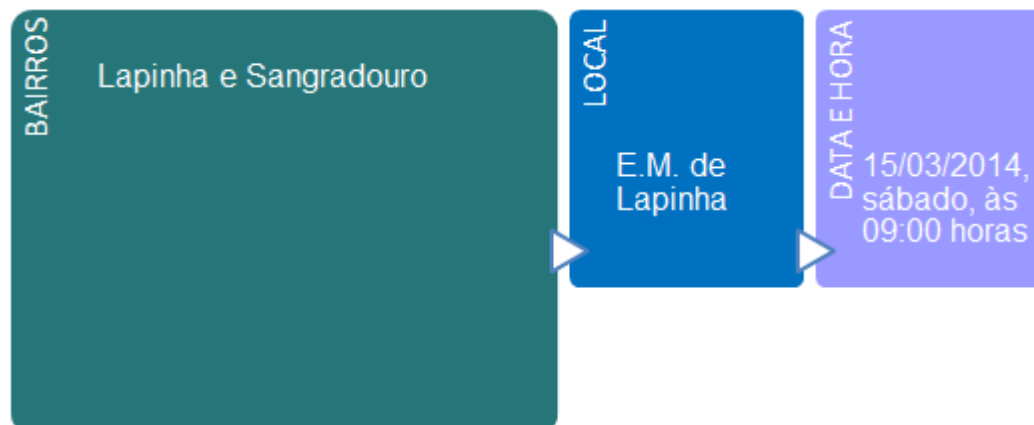 BAIRROS
Lapinha e Sangradouro
LOCAL
E.M. de
Lapinha
DATA E HORA
15/03/2014,
sábado, às
09:00 horas